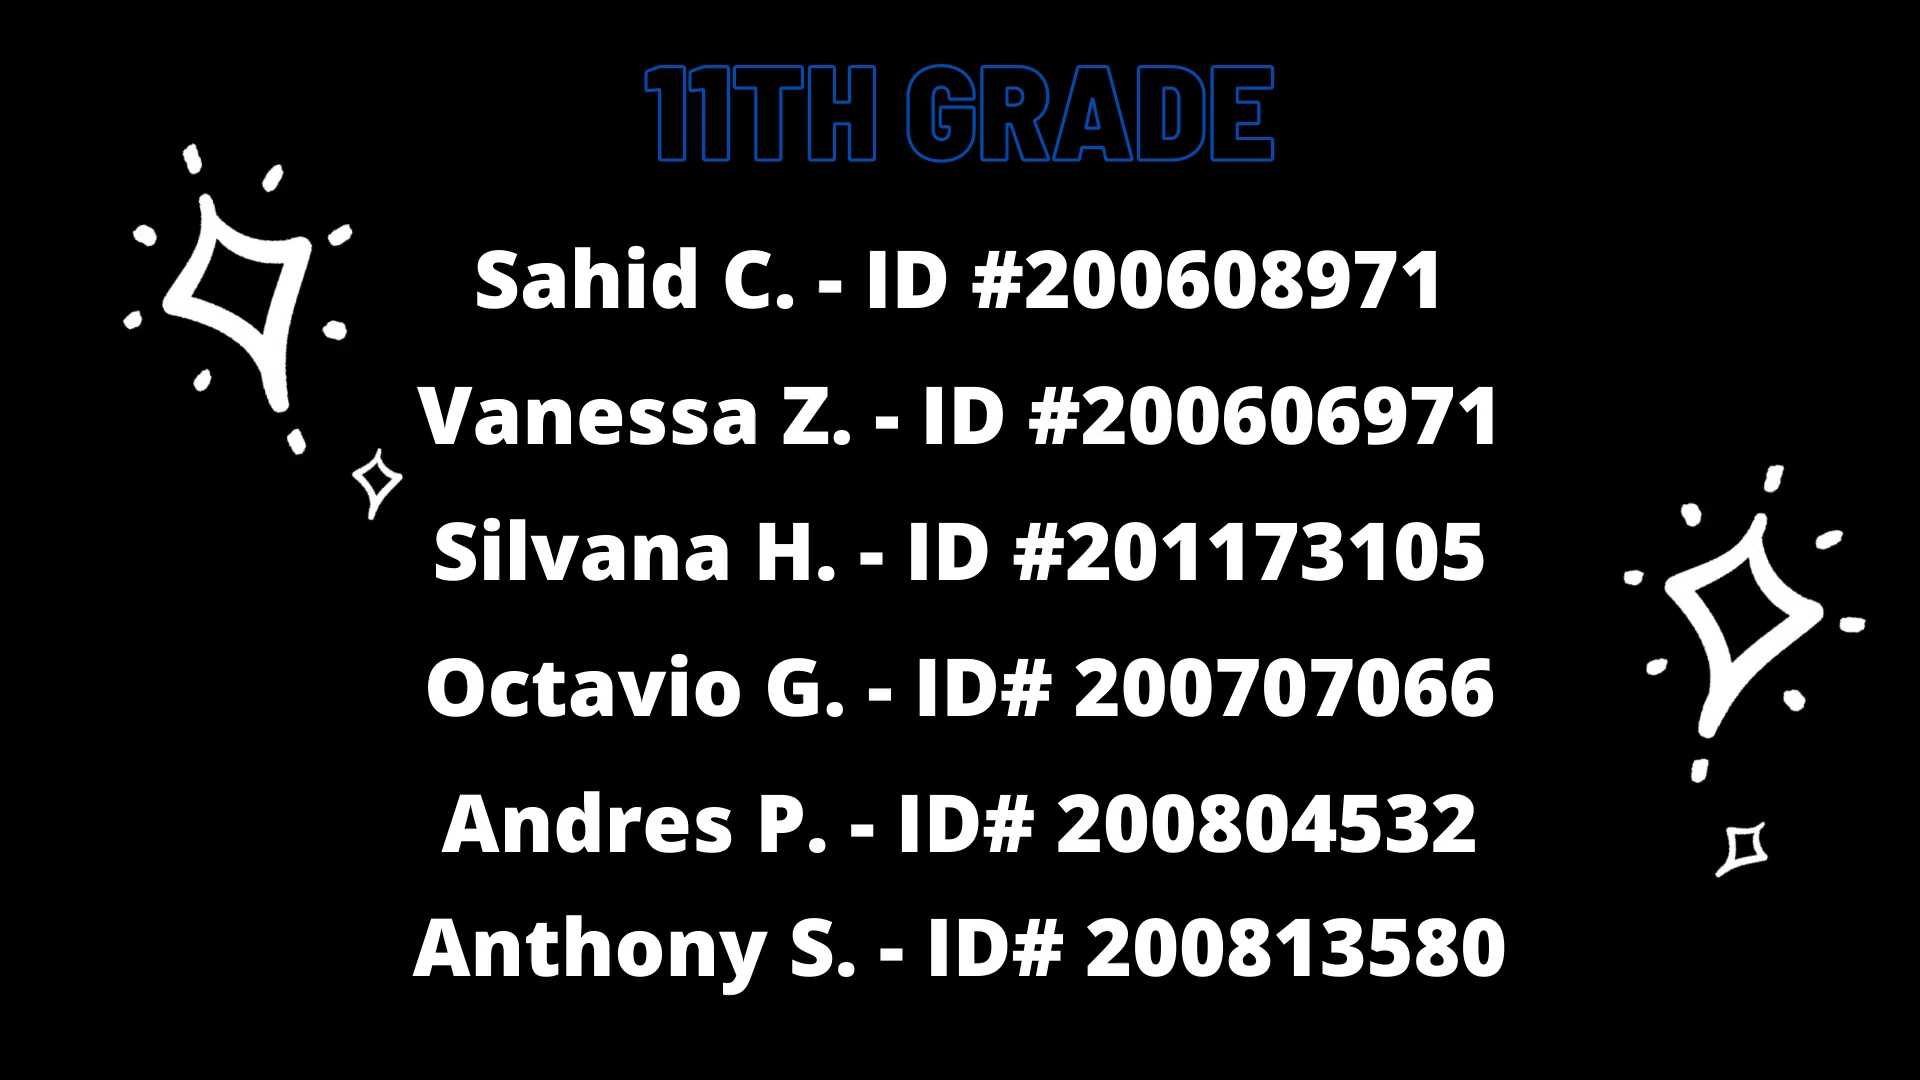 11TH GRADE
Sahid C. - ID #200608971
Vanessa Z. - ID #200606971
Silvana H. - ID #201173105
Octavio G. - ID# 200707066
Andres P. - ID# 200804532
Anthony S. - ID# 200813580